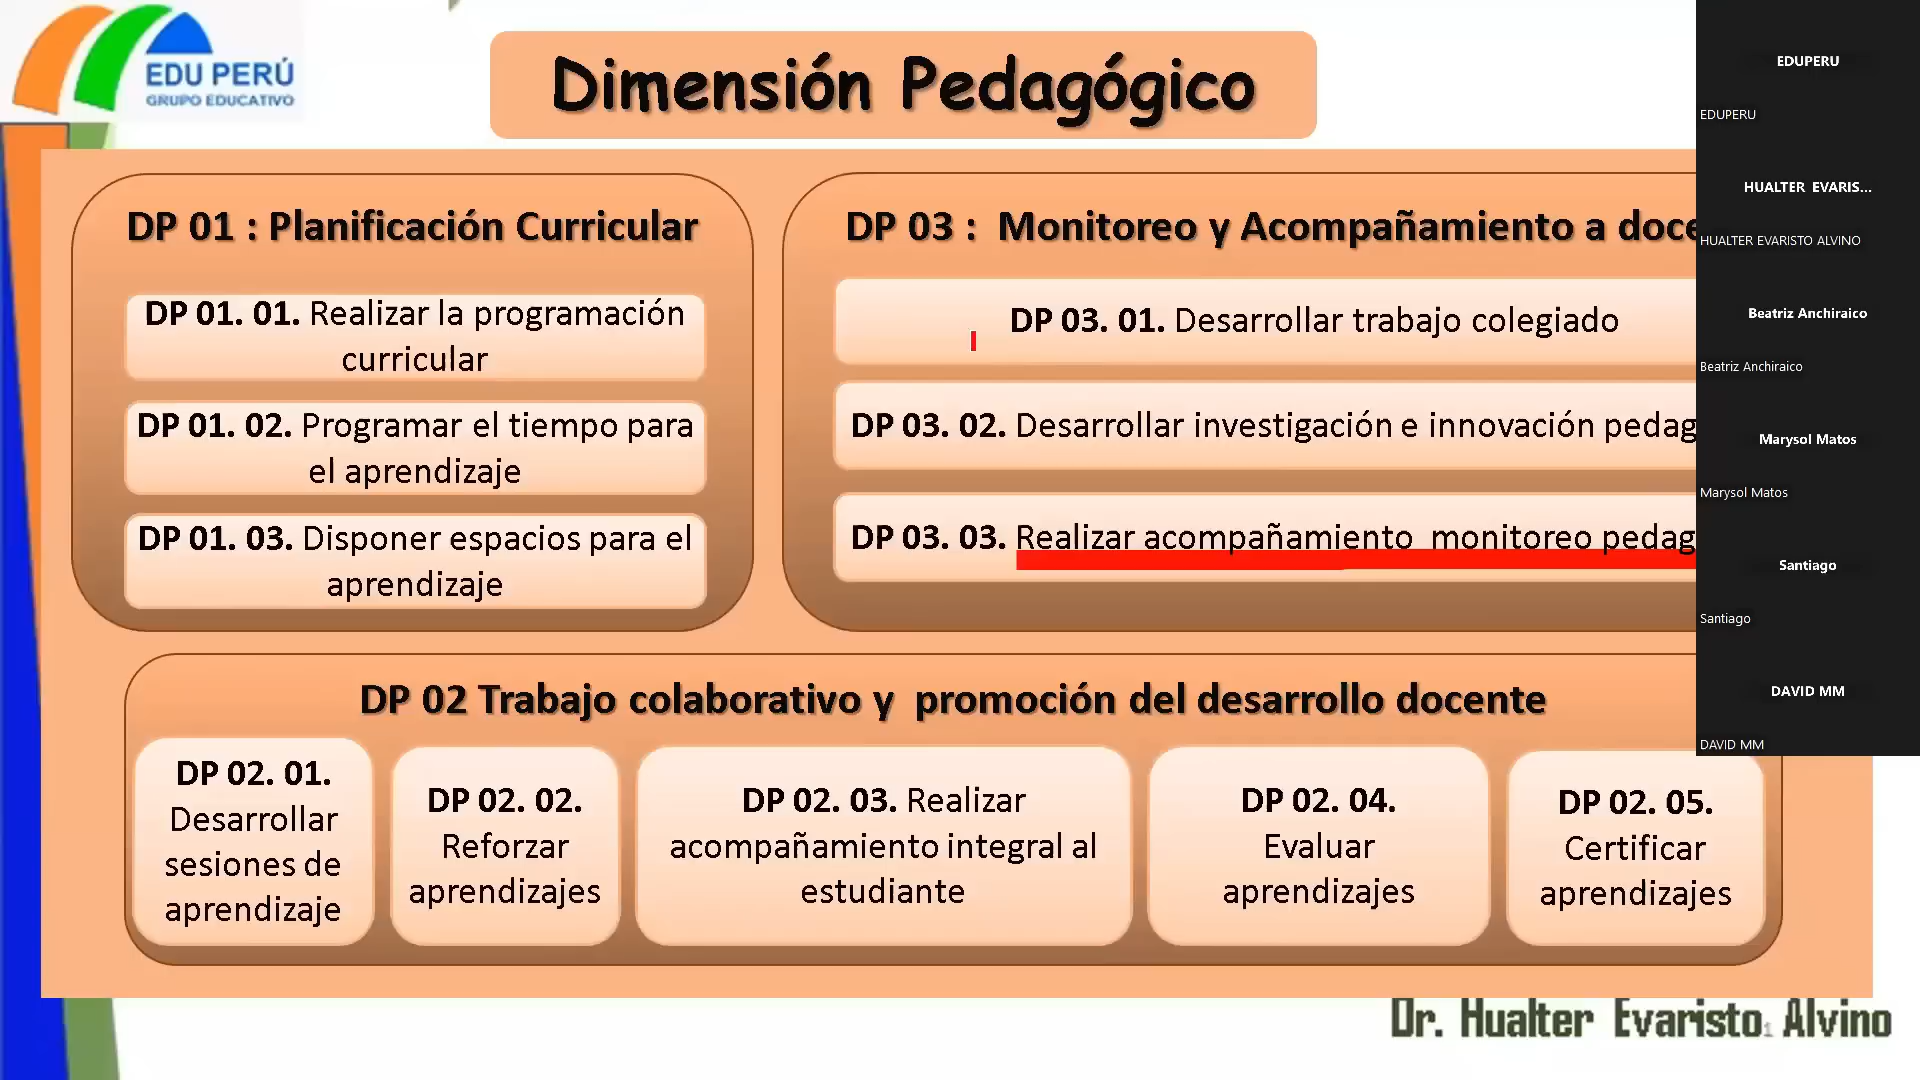 EDU PERÚ
GRUPO EDUCATIVO
Dimensión Pedagógico
DP 01 : Planificación Curricular
DP 01. 01. Realizar la programación
curricular
DP 01. 02. Programar el tiempo para
el aprendizaje
DP 01. 03. Disponer espacios para el
aprendizaje
DP 03 : Monitoreo y Acompañamiento a doce
DP 03. 01. Desarrollar trabajo colegiado
DP 03. 02. Desarrollar investigación e innovación pedag
DP 03. 03. Realizar acompañamiento monitoreo pedag
DP 02 Trabajo colaborativo y promoción del desarrollo docente
DP 02. 01.
Desarrollar
sesiones de
aprendizaje
DP 02. 02.
Reforzar
aprendizajes
DP 02. 03. Realizar
acompañamiento integral al
estudiante
DP 02. 04.
Evaluar
aprendizajes
DP 02. 05.
Certificar
aprendizajes
Dr. Hualter Evaristo Alvino
EDUPERU
EDUPERU
HUALTER EVARIS...
HUALTER EVARISTO ALVINO
Beatriz Anchiraico
Beatriz Anchiraico
Marysol Matos
Marysol Matos
Santiago
Santiago
DAVID MM
DAVID MM